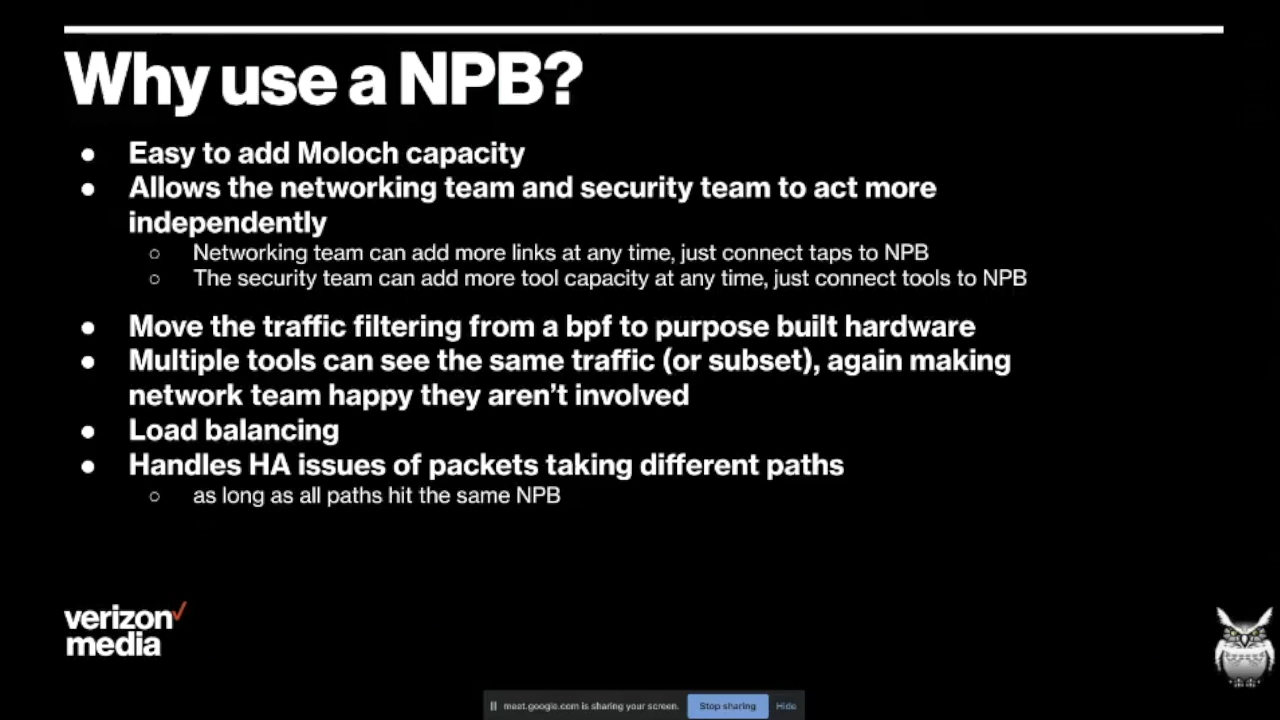 Why use a NPB?
● Easy to add Moloch capacity
● Allows the networking team and security team to act more
independently
○ Networking team can add more links at any time, just connect taps to NPB
○ The security team can add more tool capacity at any time, just connect tools to NPB
● Move the traffic filtering from a bpf to purpose built hardware
● Multiple tools can see the same traffic (or subset), again making
network team happy they aren't involved
● Load balancing
● Handles HA issues of packets taking different paths
○ as long as all paths hit the same NPB
verizon✓
media
meet.google.com is sharing your screen. Stop sharing Hide